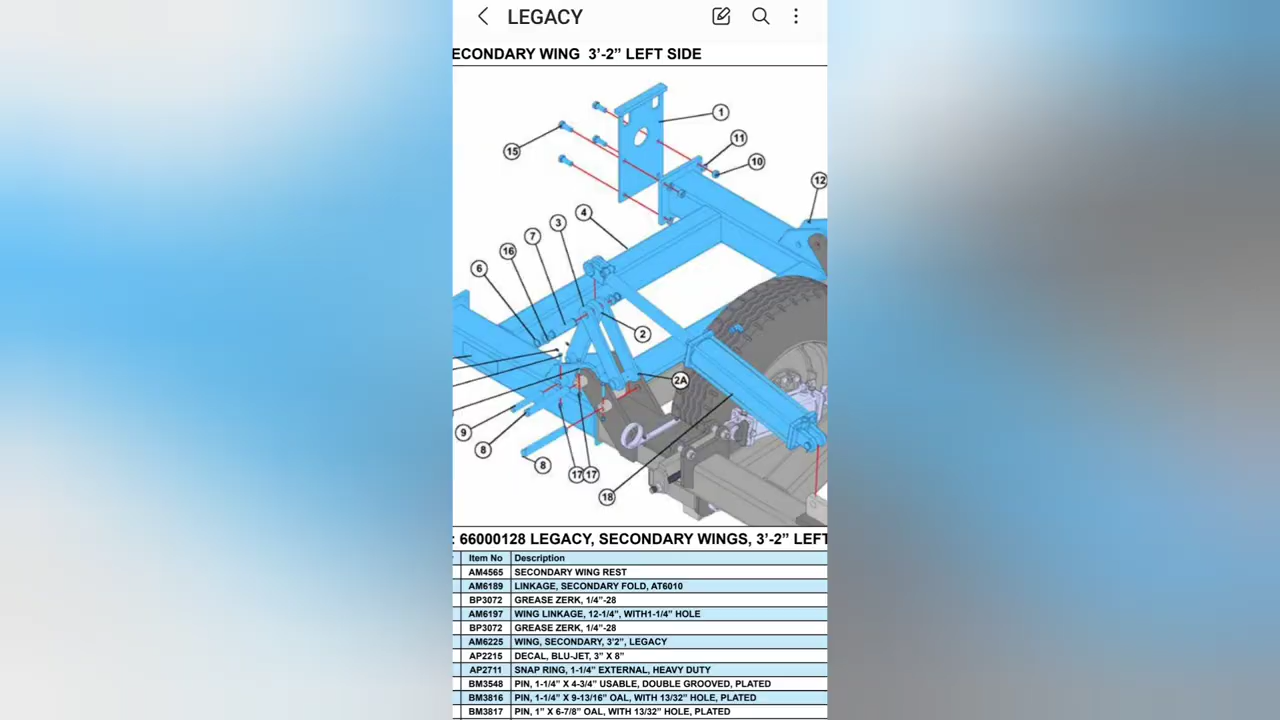 LEGACY
ECONDARY WING 3'-2" LEFT SIDE
1
11
15
10
12
4
3
7
16
6
2
2A
9
8
8
17
17
18
: 66000128 LEGACY, SECONDARY WINGS, 3'-2" LEFT
Item No Description
AM4565 SECONDARY WING REST
AM6189 LINKAGE, SECONDARY FOLD, AT6010
BP3072 GREASE ZERK, 1/4"-28
AM6197 WING LINKAGE, 12-1/4", WITH1-1/4" HOLE
BP3072 GREASE ZERK, 1/4"-28
AM6225 WING, SECONDARY, 3'2", LEGACY
AP2215 DECAL, BLU-JET, 3" X 8"
AP2711 SNAP RING, 1-1/4" EXTERNAL, HEAVY DUTY
BM3548 PIN, 1-1/4" X 4-3/4" USABLE, DOUBLE GROOVED, PLATED
BM3816 PIN, 1-1/4" X 9-13/16" OAL, WITH 13/32" HOLE, PLATED
BM3817 PIN, 1" X 6-7/8" OAL, WITH 13/32" HOLE, PLATED